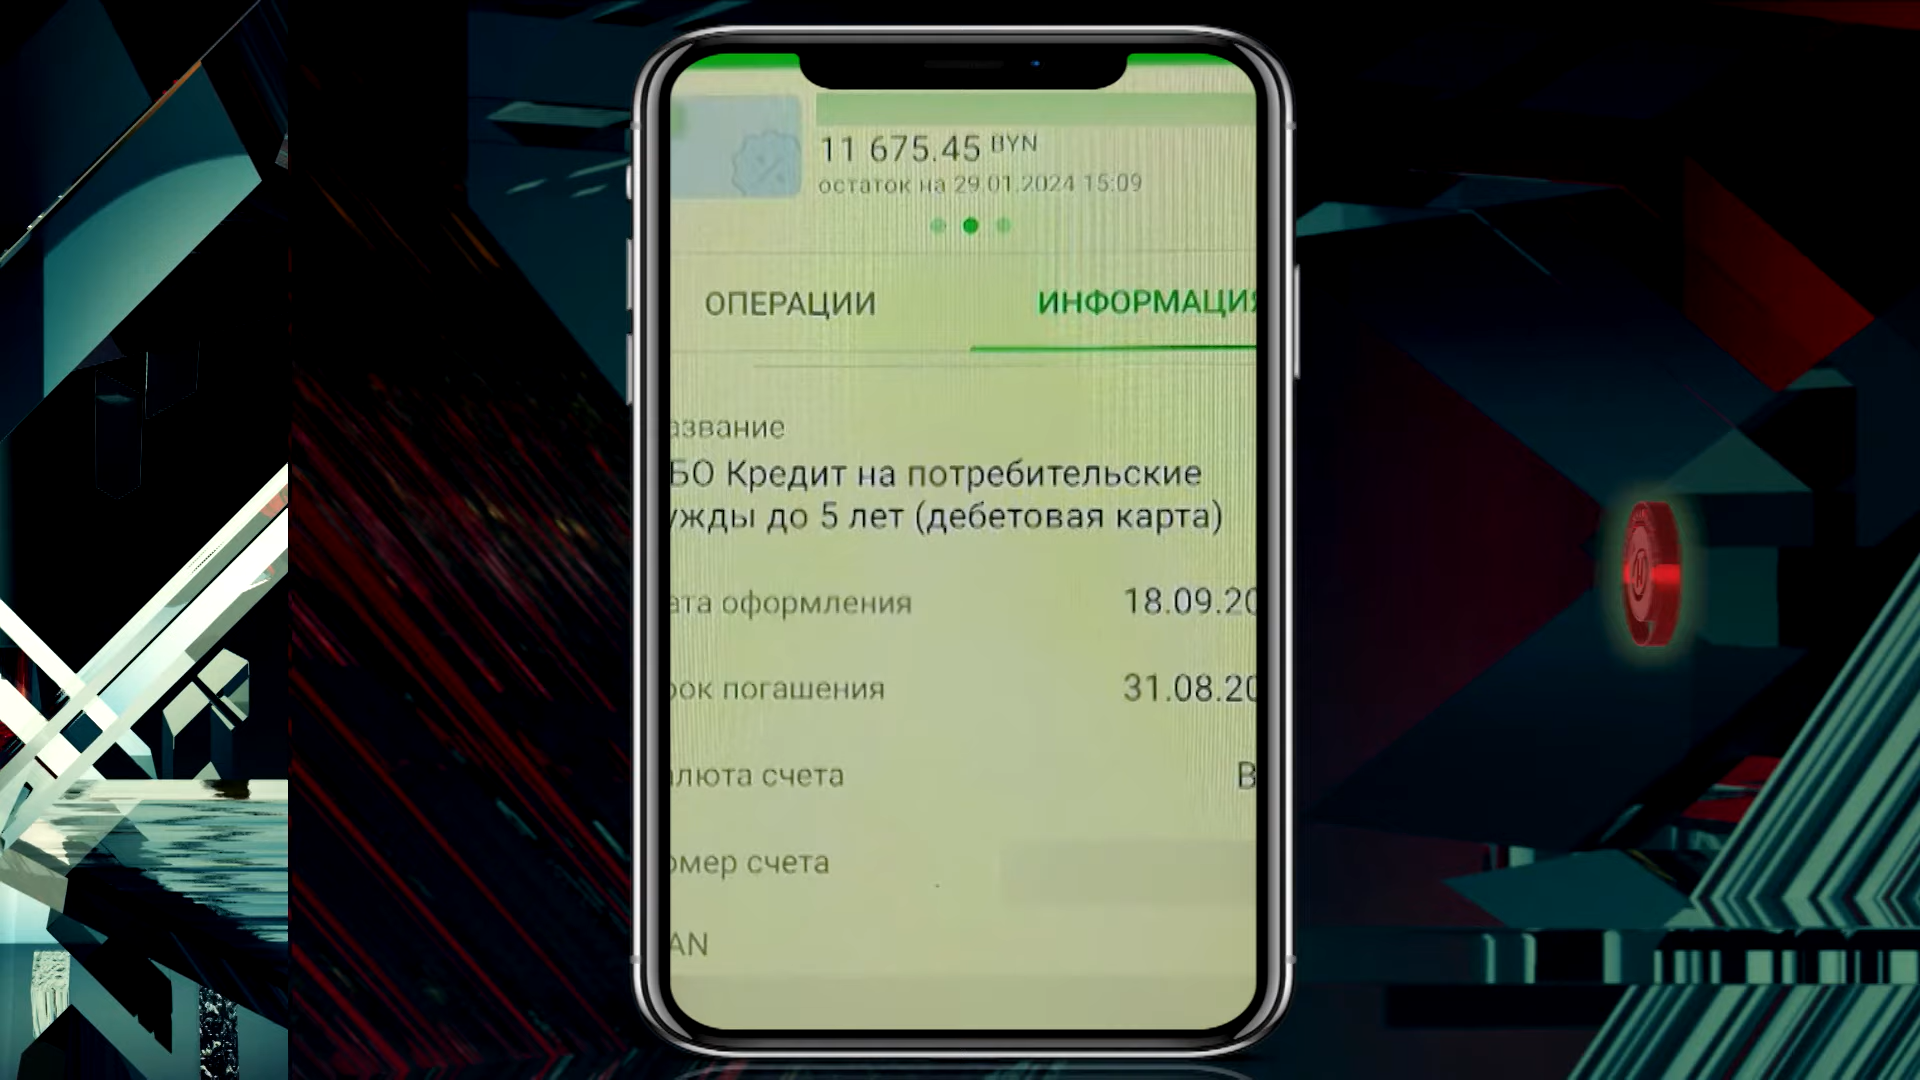 11 675.45 BYN
остаток на 29.01.2024 15:09
ОПЕРАЦИИ
ИНФОРМАЦИЯ
азвание
БО Кредит на потребительские
ужды до 5 лет (дебетовая карта)
ата оформления
18.09.20
рок погашения
31.08.20
алюта счета
B
омер счета
AN